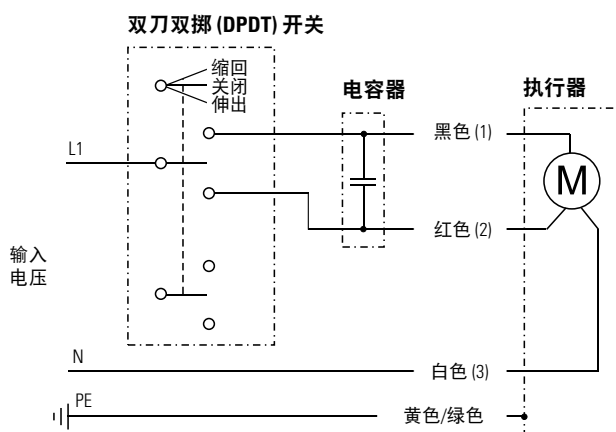 双刀双掷 (DPDT) 开关
缩回
关闭
伸出
电容器
执行器
L1
黑色 (1)
M
红色 (2)
输入
电压
N
白色 (3)
PE
黄色/绿色